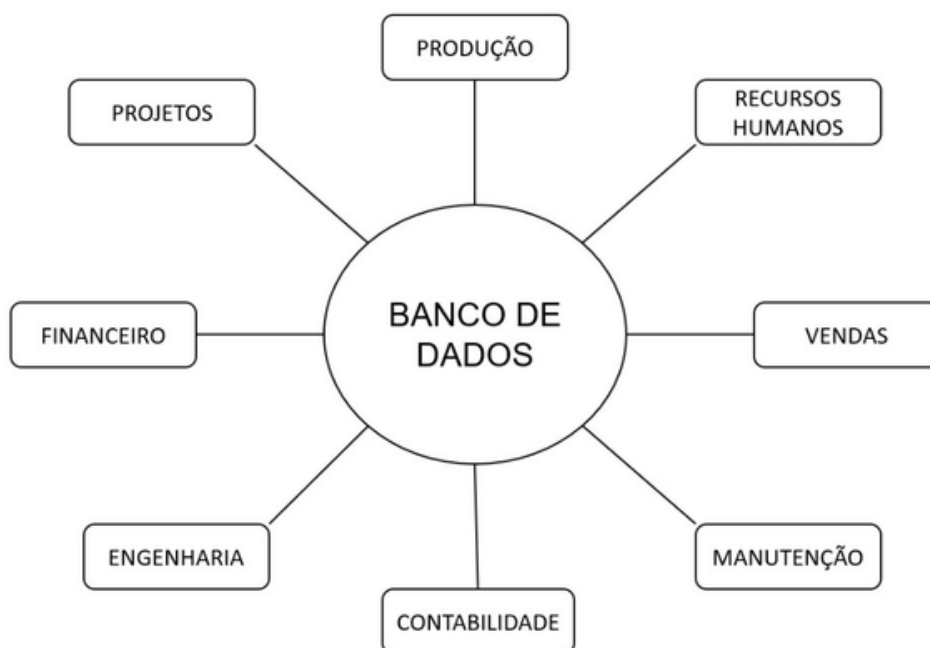 PRODUÇÃO
PROJETOS
RECURSOS
HUMANOS
BANCO DE
DADOS
FINANCEIRO
VENDAS
ENGENHARIA
MANUTENÇÃO
CONTABILIDADE